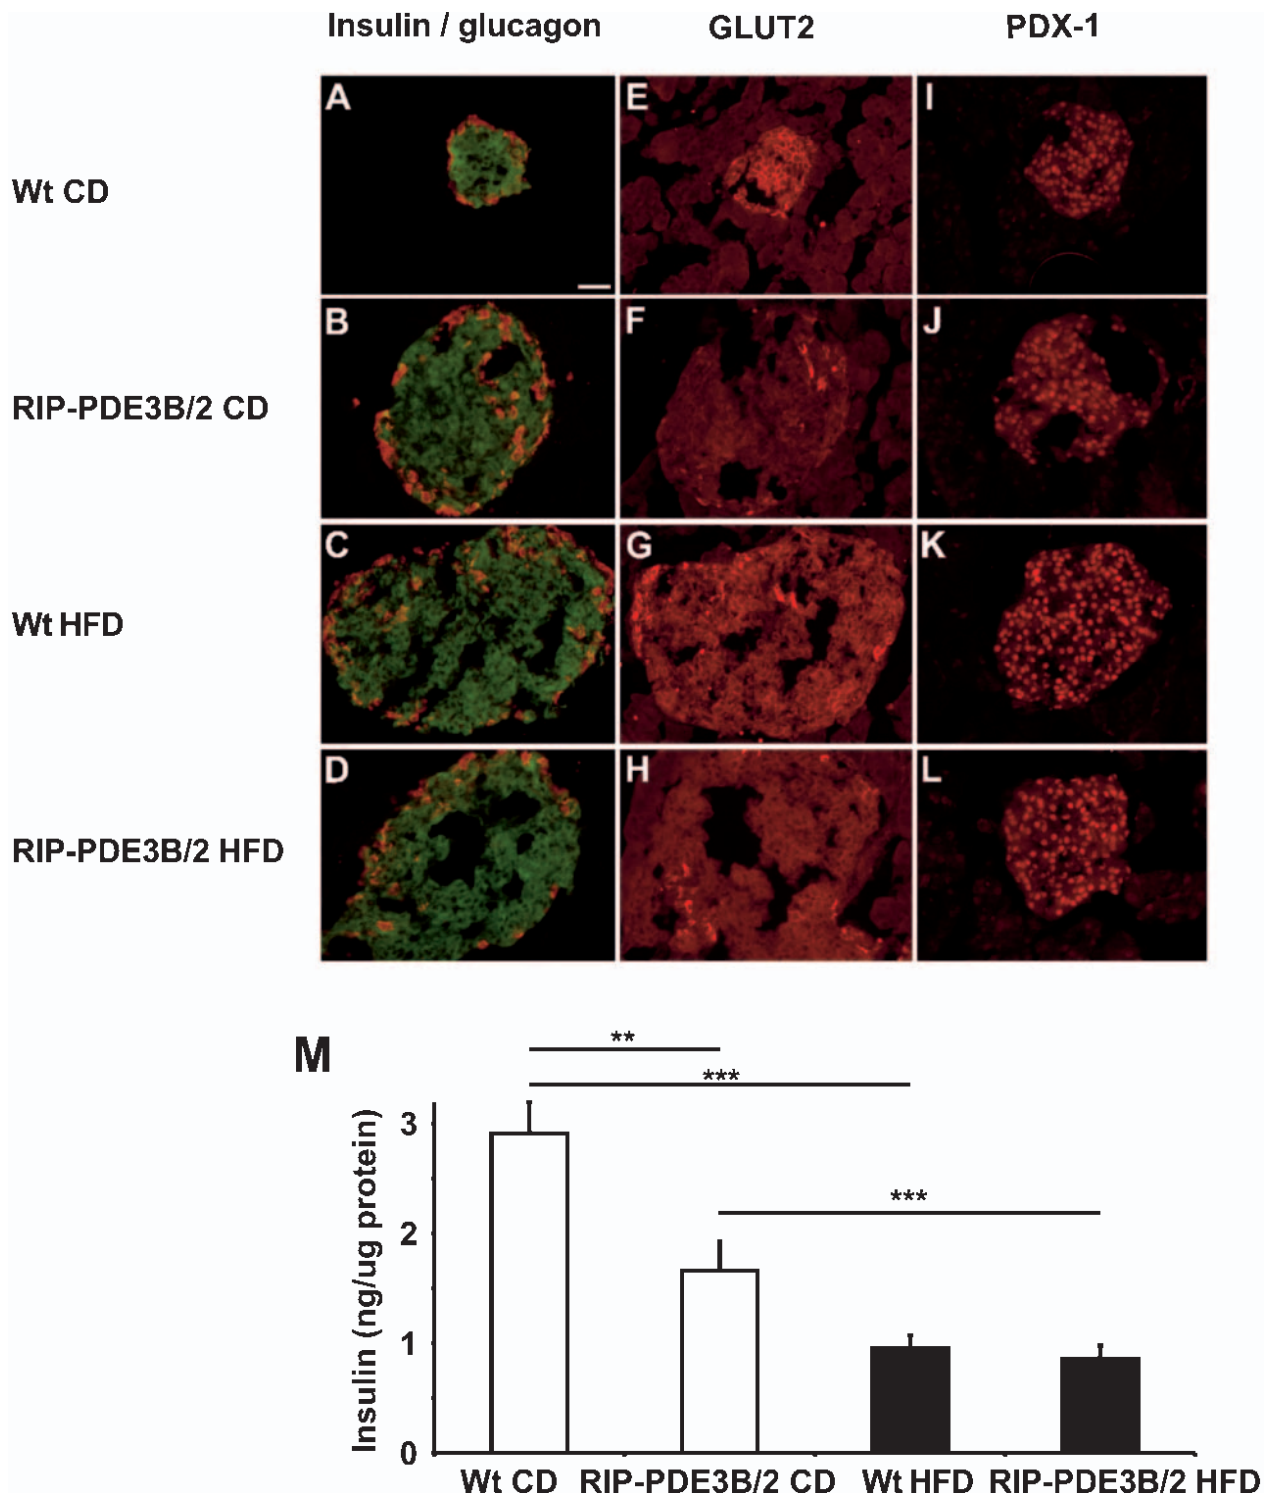 Insulin / glucagon GLUT2 PDX-1
Wt CD
A E I
RIP-PDE3B/2 CD
B F J
Wt HFD
C G K
RIP-PDE3B/2 HFD
D H L
M
**
***
***
Insulin (ng/ug protein)
3
2
1
0
Wt CD RIP-PDE3B/2 CD Wt HFD RIP-PDE3B/2 HFD